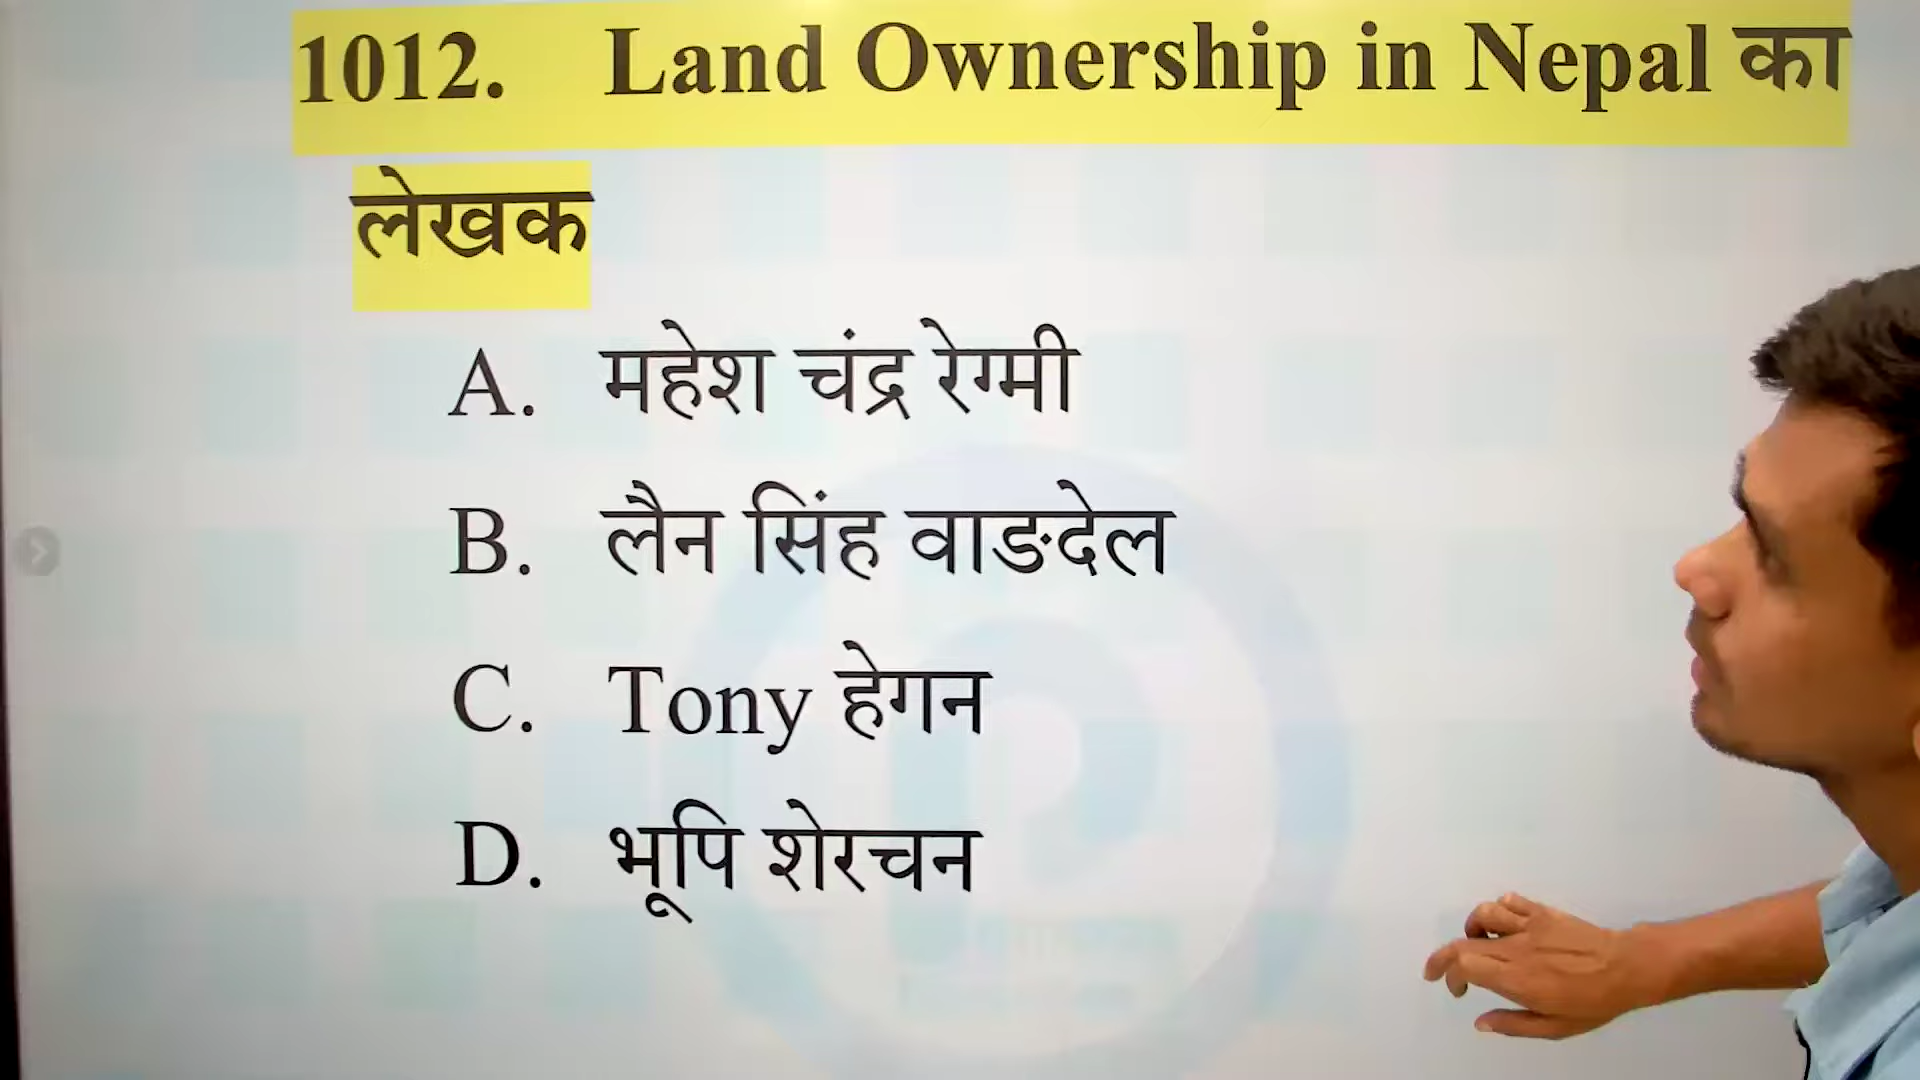 1012. Land Ownership in Nepal का
लेखक
A. महेश चंद्र रेग्मी
B. लैन सिंह वाङदेल
C. Tony हेगन
D. भूपि शेरचन